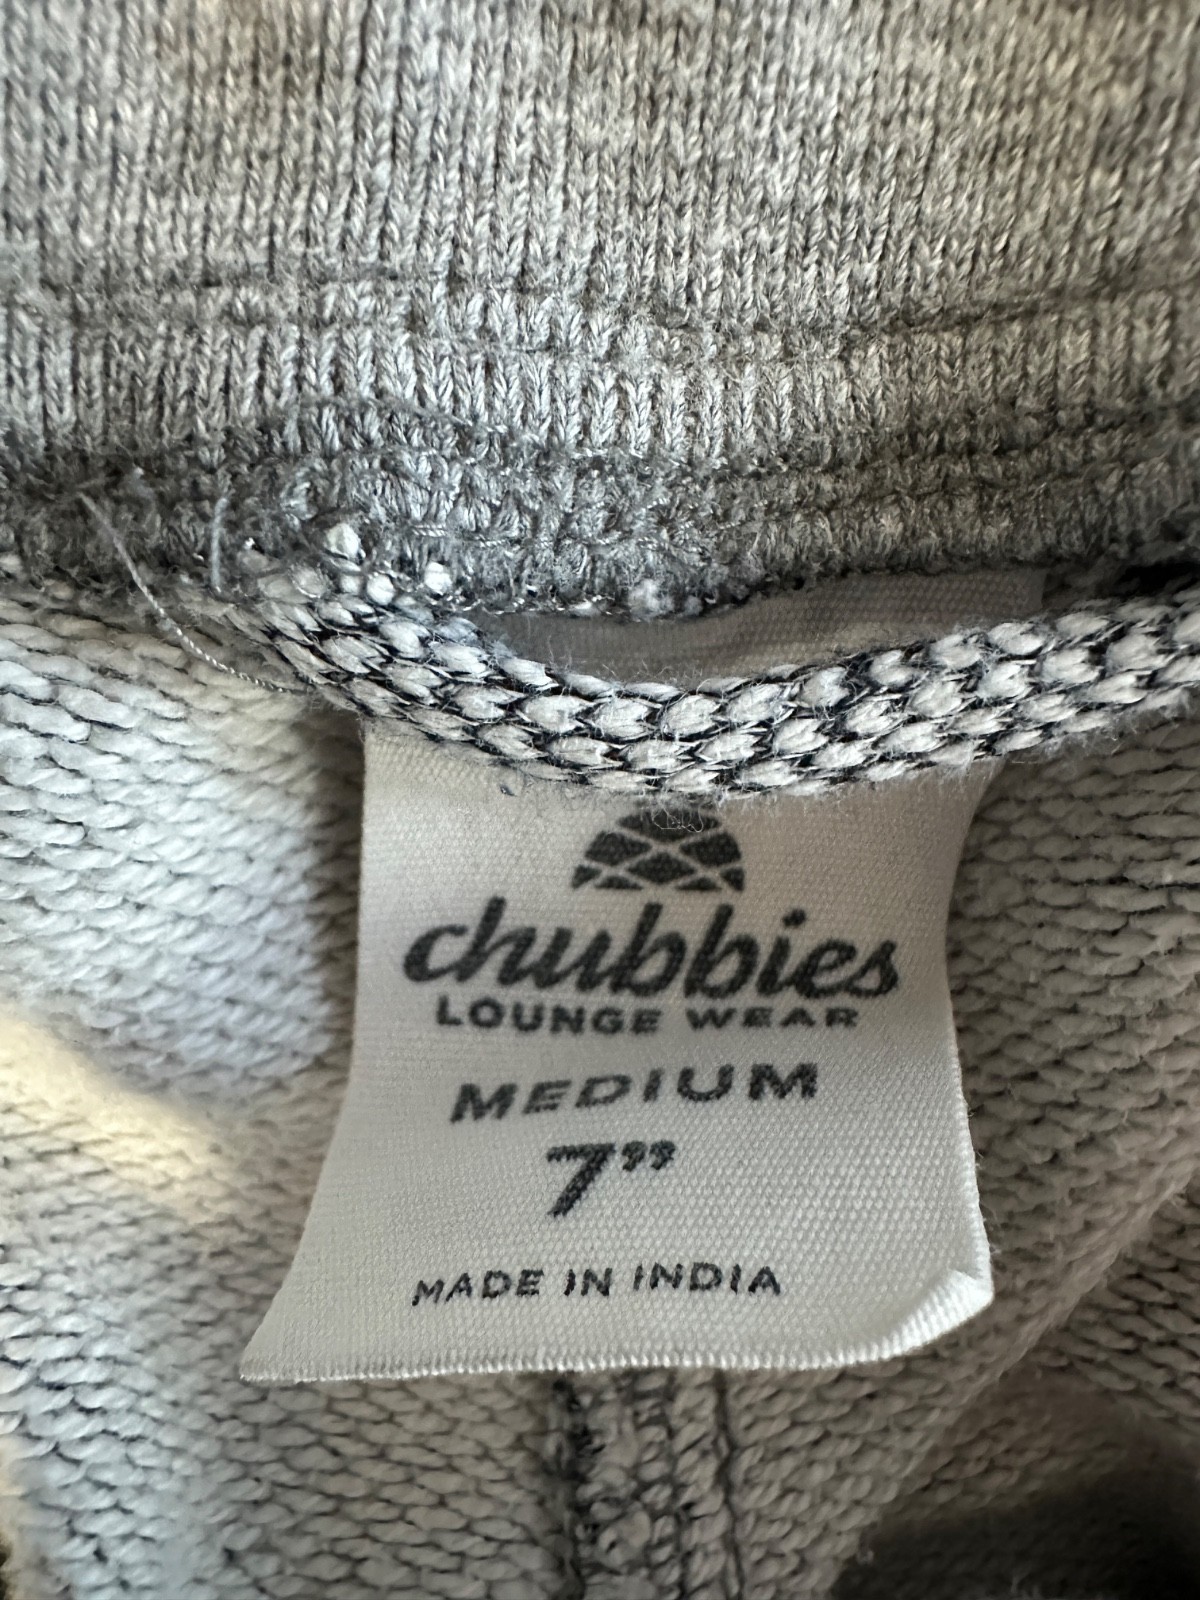 chubbies
LOUNGE WEAR
MEDIUM
7”
MADE IN INDIA